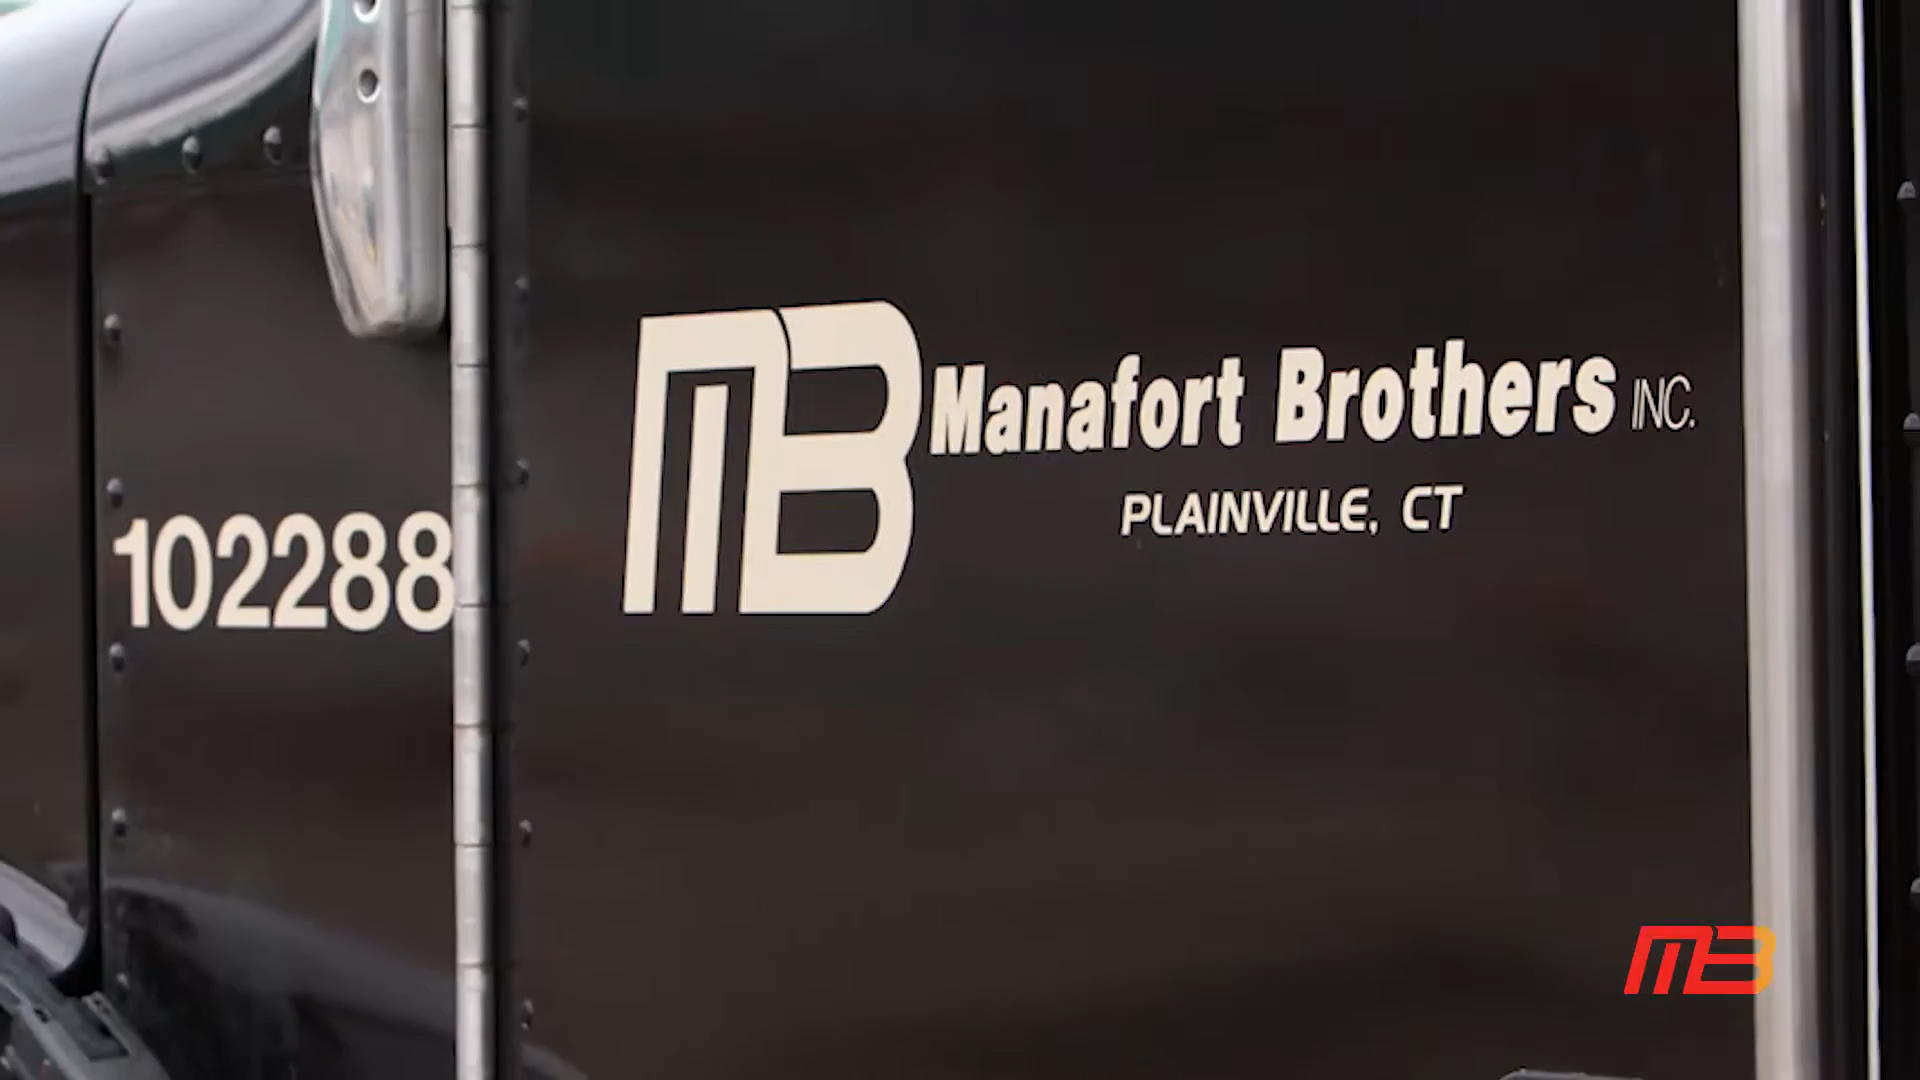 102288
MB
Manafort Brothers INC.
PLAINVILLE, CT
MB